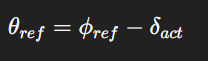 θ_ref = ϕ_ref − δ_act